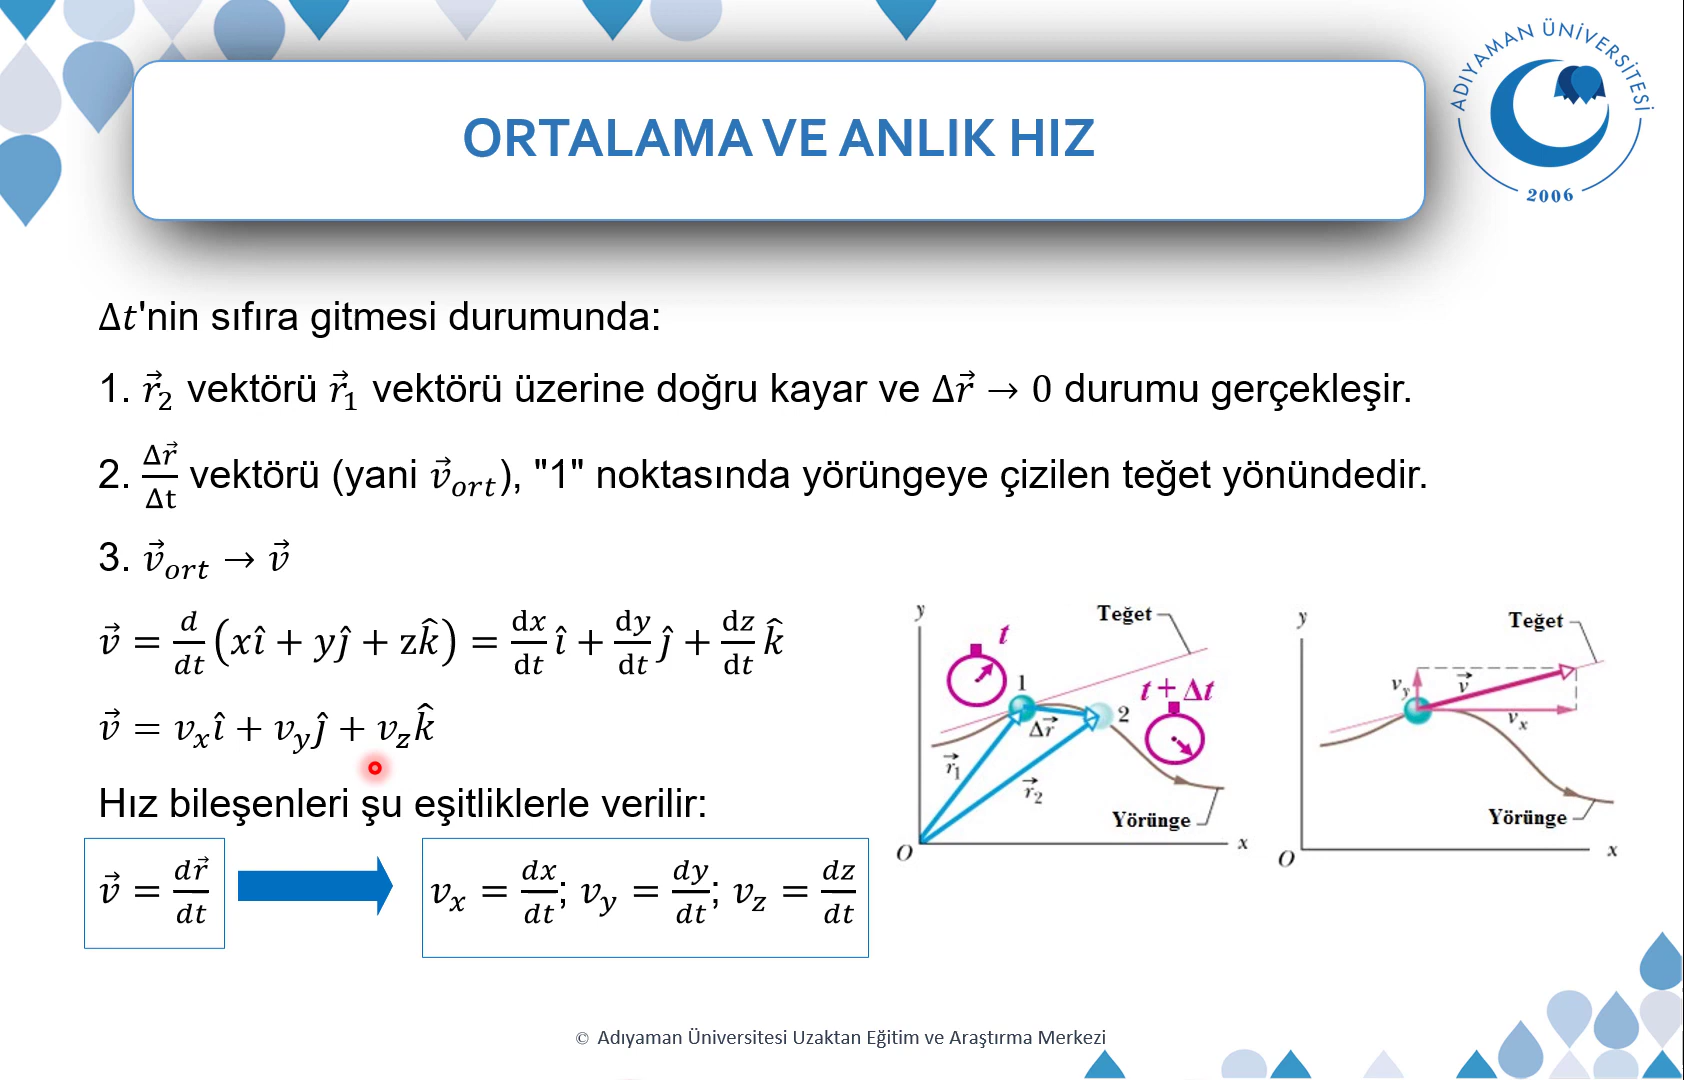 ORTALAMA VE ANLIK HIZ
ADIYAMAN ÜNİVERSİTESİ
2006
Δt'nin sıfıra gitmesi durumunda:
1. r⃗₂ vektörü r⃗₁ vektörü üzerine doğru kayar ve Δr⃗ → 0 durumu gerçekleşir.
2. Δr⃗/Δt vektörü (yani v⃗ₒᵣₜ), "1" noktasında yörüngeye çizilen teğet yönündedir.
3. v⃗ₒᵣₜ → v⃗
v⃗ = d/dt (xî + yĵ + zk̂) = dx/dt î + dy/dt ĵ + dz/dt k̂
v⃗ = vₓî + v_yĵ + v_zk̂
Hız bileşenleri şu eşitliklerle verilir:
v⃗ = dr⃗/dt
vₓ = dx/dt; v_y = dy/dt; v_z = dz/dt
y
t
Teğet
1
t + Δt
2
Δr⃗
r⃗₁
r⃗₂
Yörünge
O
x
y
Teğet
v_y
v⃗
vₓ
Yörünge
O
x
© Adıyaman Üniversitesi Uzaktan Eğitim ve Araştırma Merkezi